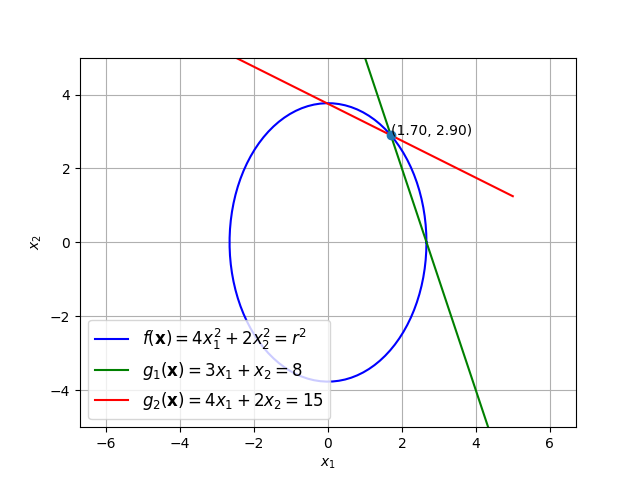 (1.70, 2.90)
4
2
0
−2
−4
x₂
f(𝐱) = 4x₁² + 2x₂² = r²
g₁(𝐱) = 3x₁ + x₂ = 8
g₂(𝐱) = 4x₁ + 2x₂ = 15
−6 −4 −2 0 2 4 6
x₁